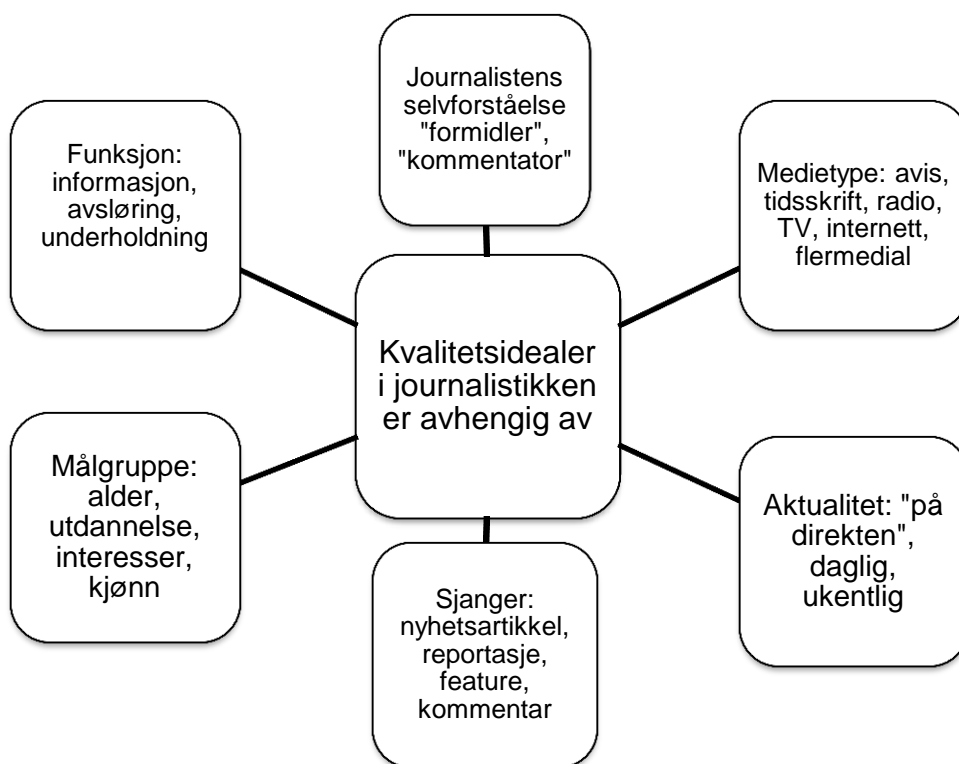 Journalistens
selvforståelse
"formidler",
"kommentator"
Funksjon:
informasjon,
avsløring,
underholdning
Medietype: avis,
tidsskrift, radio,
TV, internett,
flermedial
Kvalitetsidealer
i journalistikken
er avhengig av
Målgruppe:
alder,
utdannelse,
interesser,
kjønn
Aktualitet: "på
direkten",
daglig,
ukentlig
Sjanger:
nyhetsartikkel,
reportasje,
feature,
kommentar